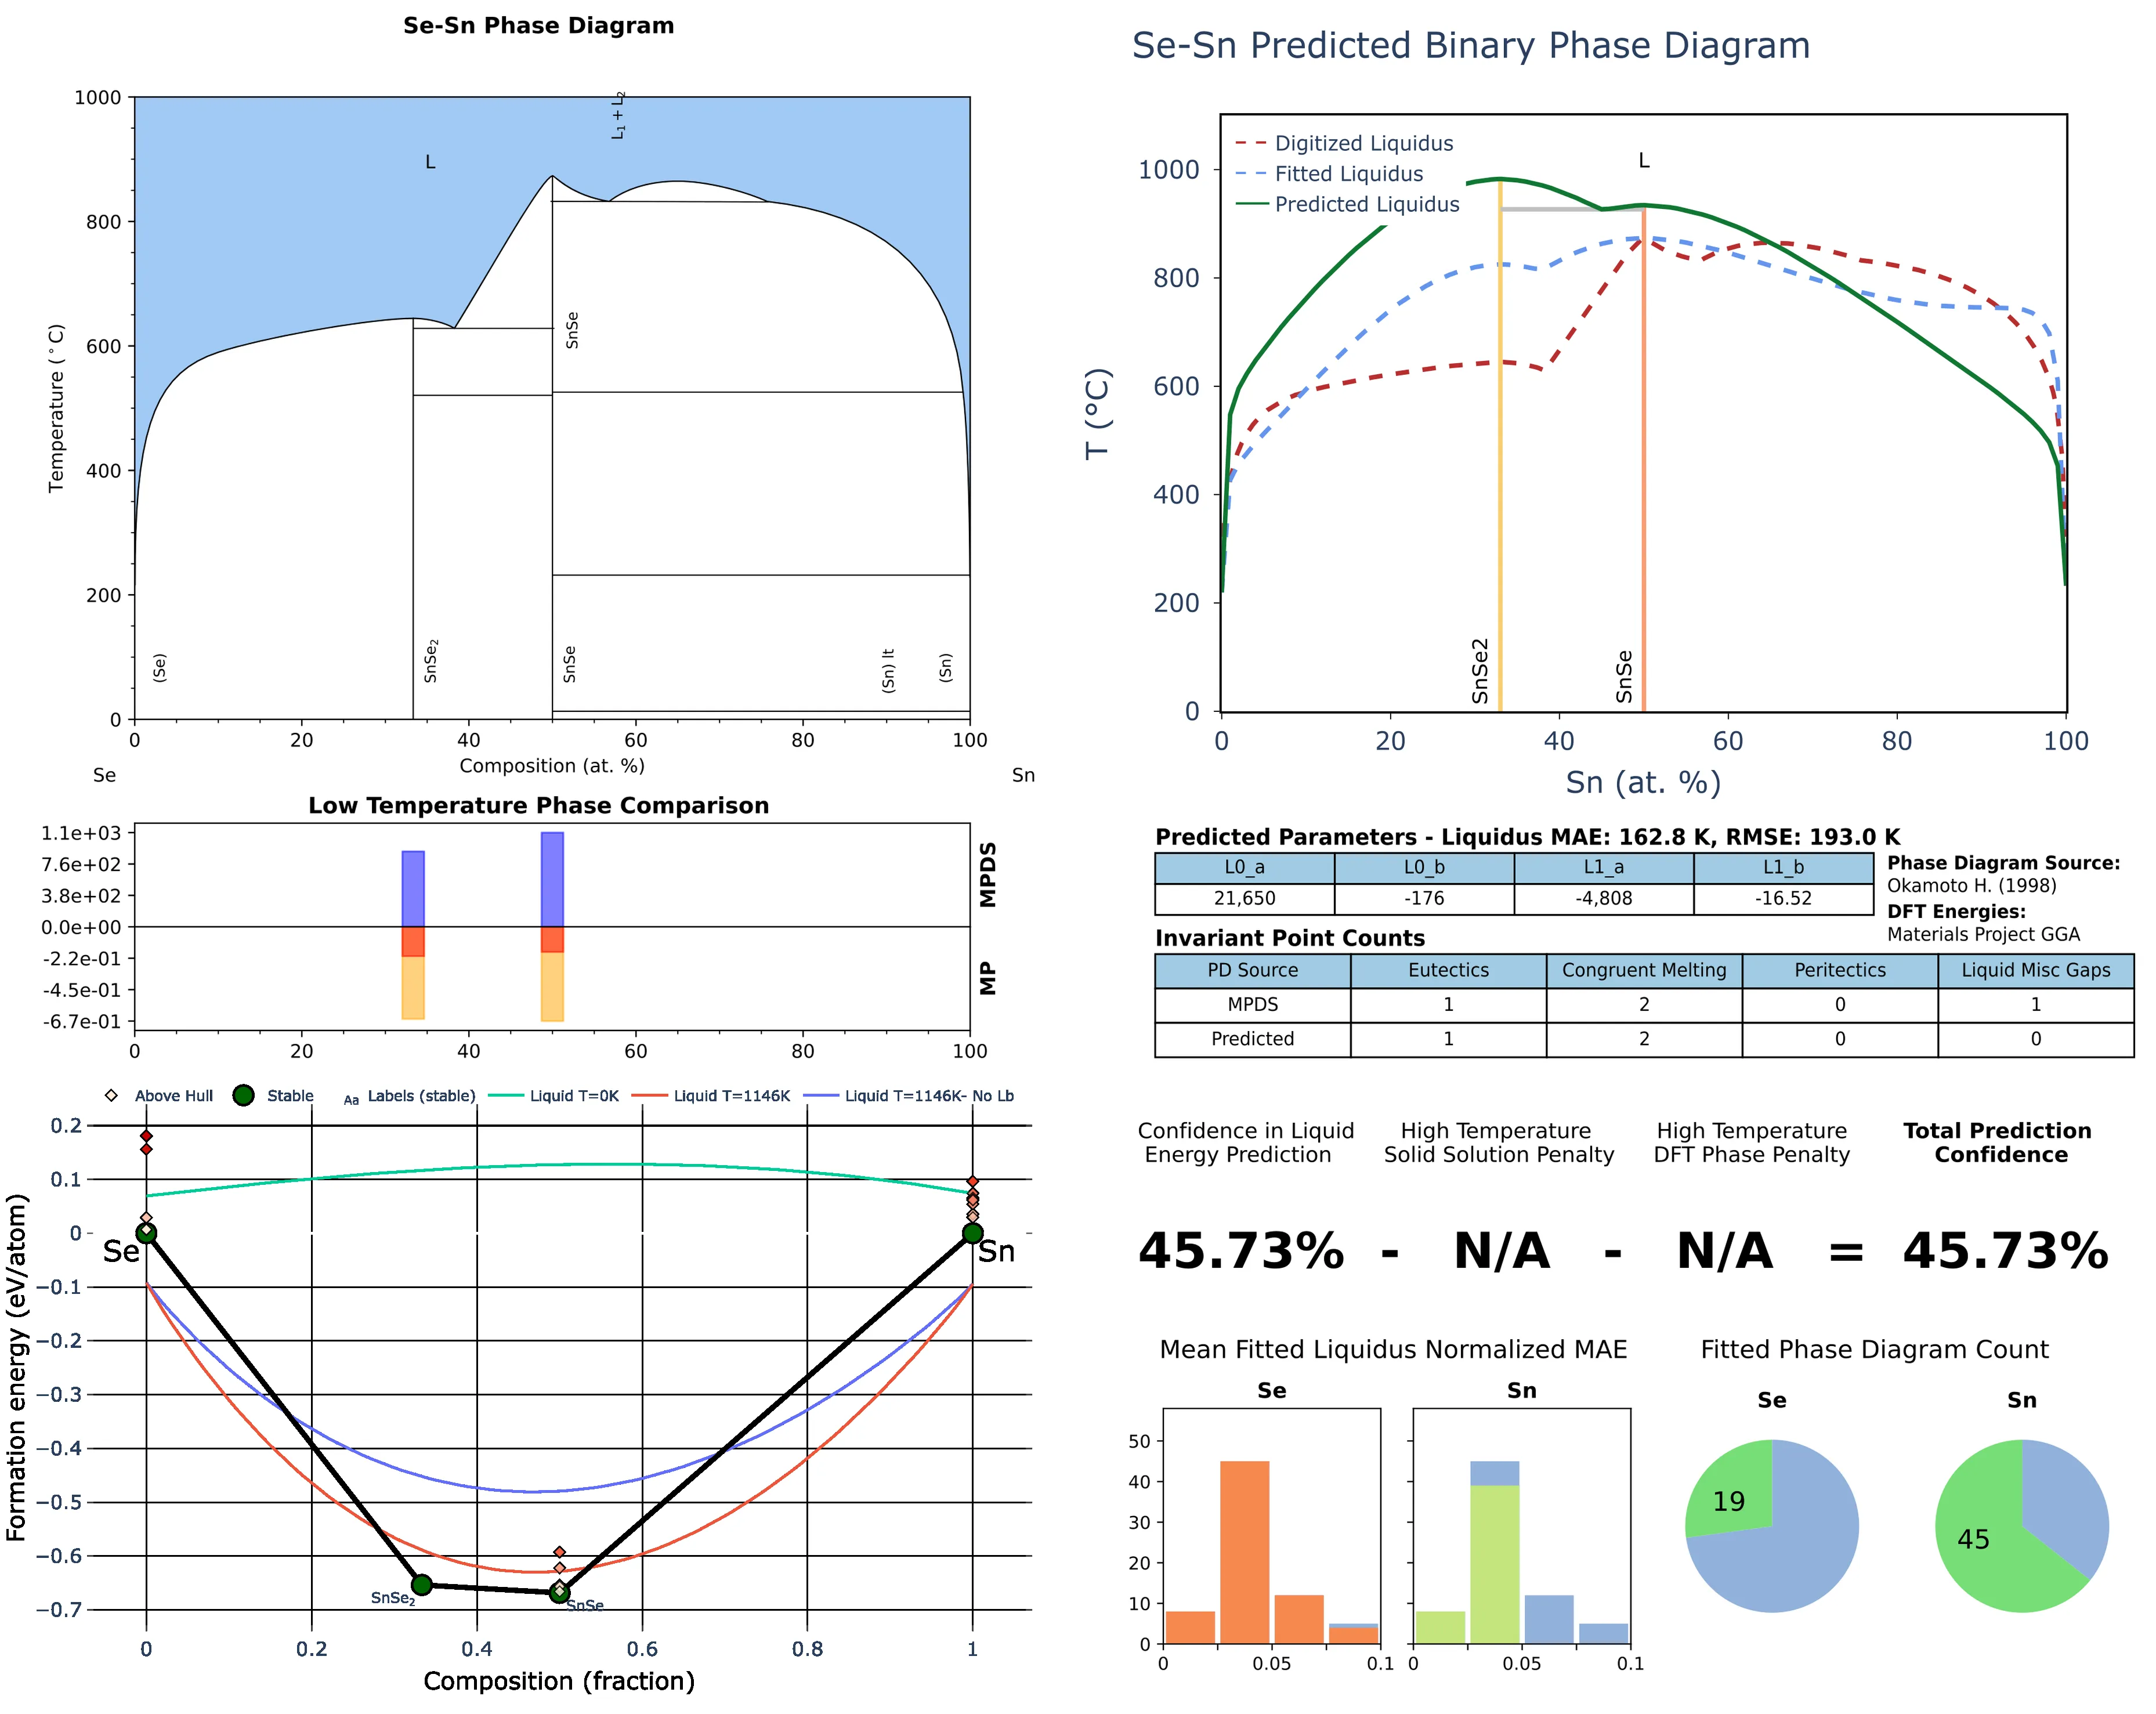 Se-Sn Phase Diagram
1000
800
600
400
200
0
Temperature (°C)
L
L₁ + L₂
SnSe
(Se)
SnSe₂
SnSe
(Sn) lt
(Sn)
0 20 40 60 80 100
Composition (at. %)
Se Sn
Low Temperature Phase Comparison
1.1e+03
7.6e+02
3.8e+02
0.0e+00
-2.2e-01
-4.5e-01
-6.7e-01
MPDS
MP
0 20 40 60 80 100
Above Hull Stable Aa Labels (stable) Liquid T=0K Liquid T=1146K Liquid T=1146K- No Lb
0.2
0.1
0
−0.1
−0.2
−0.3
−0.4
−0.5
−0.6
−0.7
Formation energy (eV/atom)
Se
Sn
SnSe₂
SnSe
0 0.2 0.4 0.6 0.8 1
Composition (fraction)
Se-Sn Predicted Binary Phase Diagram
Digitized Liquidus
Fitted Liquidus
Predicted Liquidus
L
1000
800
600
400
200
0
T (°C)
SnSe2
SnSe
0 20 40 60 80 100
Sn (at. %)
Predicted Parameters - Liquidus MAE: 162.8 K, RMSE: 193.0 K
L0_a L0_b L1_a L1_b
21,650 -176 -4,808 -16.52
Phase Diagram Source:
Okamoto H. (1998)
DFT Energies:
Materials Project GGA
Invariant Point Counts
PD Source Eutectics Congruent Melting Peritectics Liquid Misc Gaps
MPDS 1 2 0 1
Predicted 1 2 0 0
Confidence in Liquid
Energy Prediction
High Temperature
Solid Solution Penalty
High Temperature
DFT Phase Penalty
Total Prediction
Confidence
45.73% - N/A - N/A = 45.73%
Mean Fitted Liquidus Normalized MAE
Se
Sn
50
40
30
20
10
0
0 0.05 0.1
0 0.05 0.1
Fitted Phase Diagram Count
Se
Sn
19
45